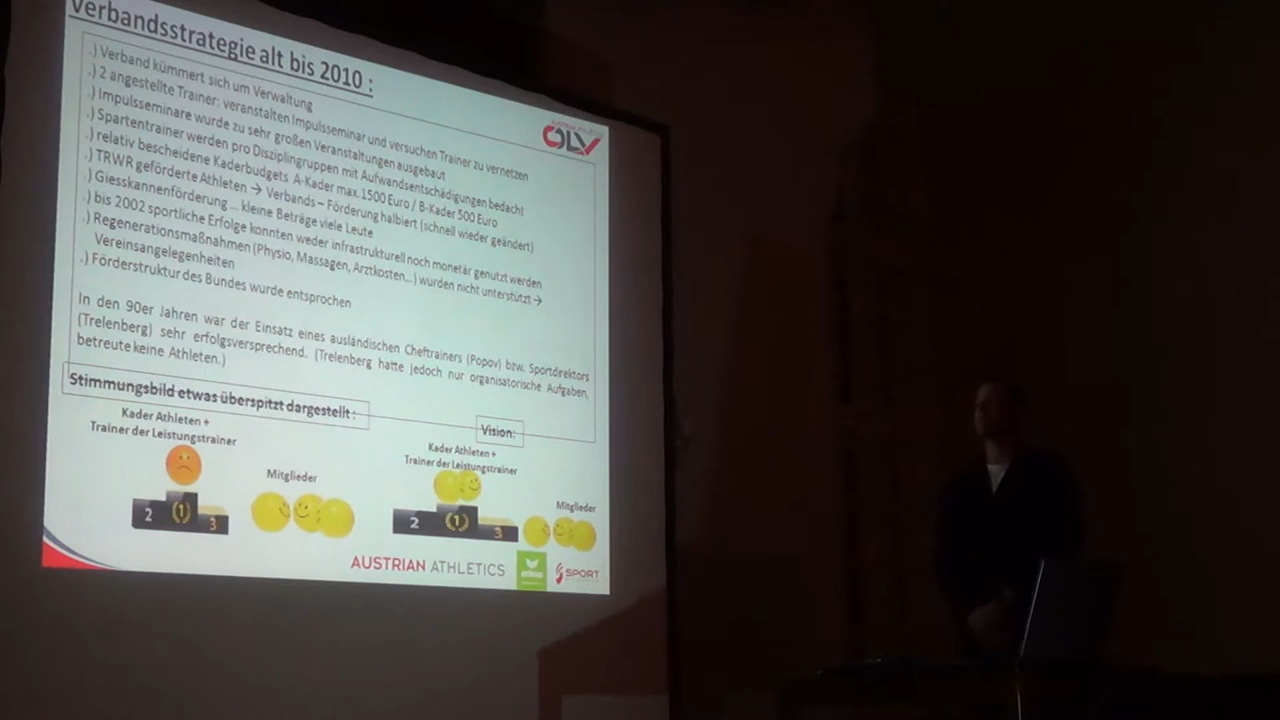 Verbandsstrategie alt bis 2010 :
.) Verband kümmert sich um Verwaltung
.) 2 angestellte Trainer: veranstalten Impulsseminar und versuchen Trainer zu vernetzen
.) Impulsseminare wurde zu sehr großen Veranstaltungen ausgebaut
.) Spartentrainer werden pro Disziplingruppen mit Aufwandsentschädigungen bedacht
.) relativ bescheidene Kaderbudgets A-Kader max. 1500 Euro / B-Kader 500 Euro
.) TRWR geförderte Athleten → Verbands – Förderung halbiert (schnell wieder geändert)
.) Giesskannenförderung ... kleine Beträge viele Leute
.) bis 2002 sportliche Erfolge konnten weder infrastrukturell noch monetär genutzt werden
.) Regenerationsmaßnahmen (Physio, Massagen, Arztkosten...) wurden nicht unterstützt →
Vereinsangelegenheiten
.) Förderstruktur des Bundes wurde entsprochen
In den 90er Jahren war der Einsatz eines ausländischen Cheftrainers (Popov) bzw. Sportdirektors
(Trelenberg) sehr erfolgsversprechend. (Trelenberg hatte jedoch nur organisatorische Aufgaben,
betreute keine Athleten.)
Stimmungsbild etwas überspitzt dargestellt :
Vision:
Kader Athleten +
Trainer der Leistungstrainer
Mitglieder
2 1 3
Kader Athleten +
Trainer der Leistungstrainer
Mitglieder
2 1 3
ÖLV
AUSTRIAN ATHLETICS
erima
SPORT